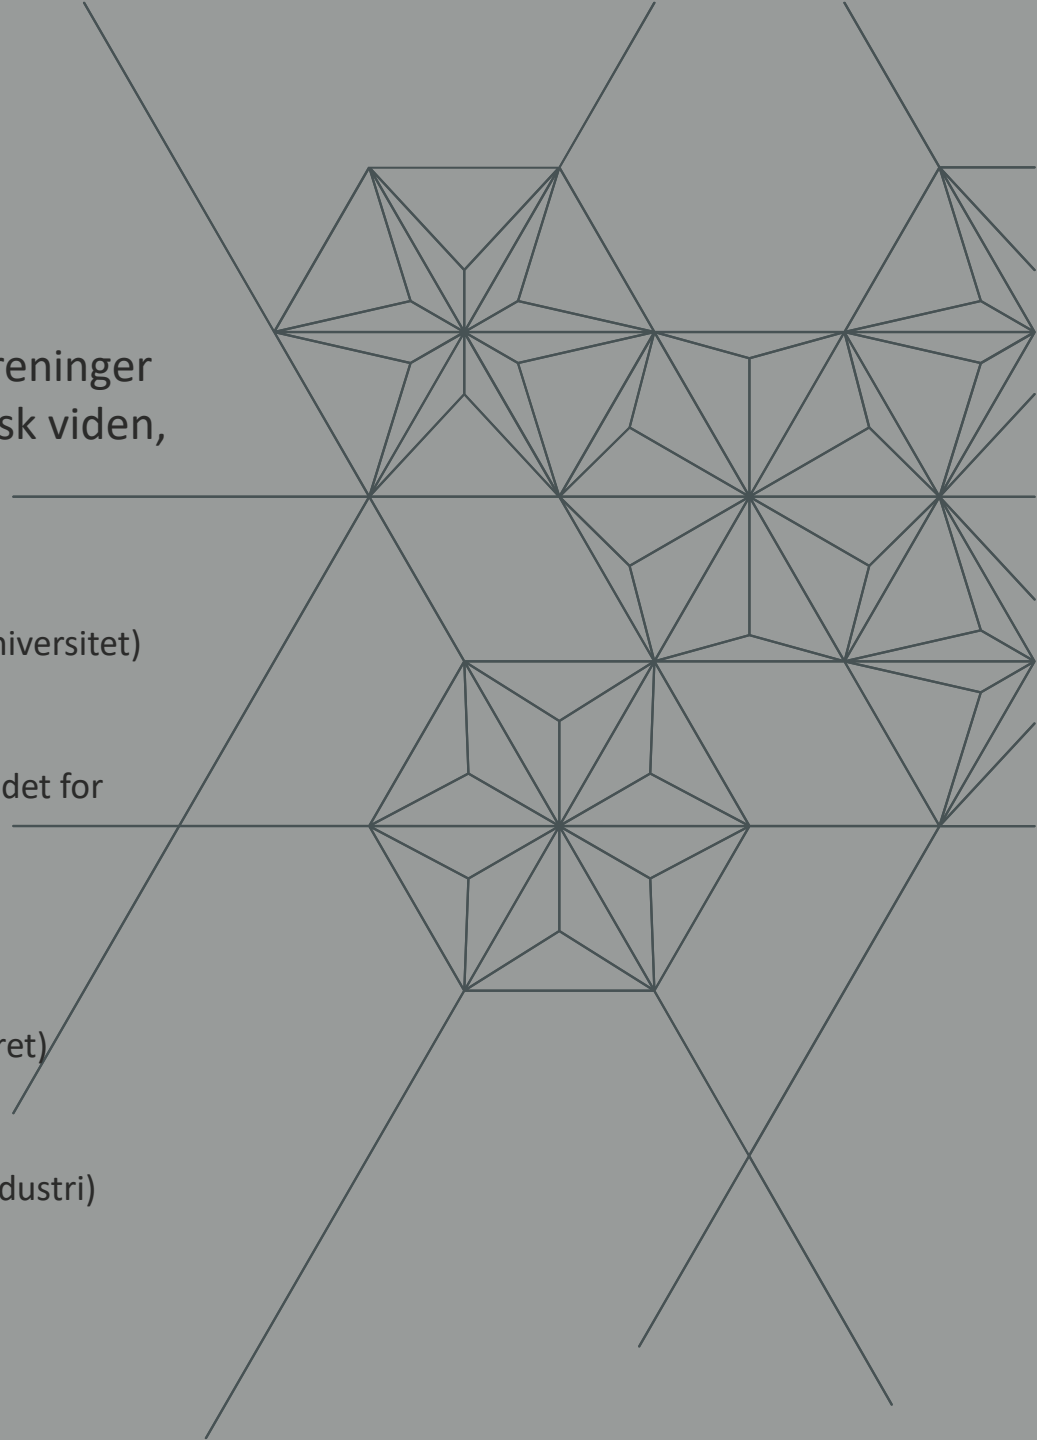 reninger
sk viden,
niversitet)
det for
ret)
dustri)